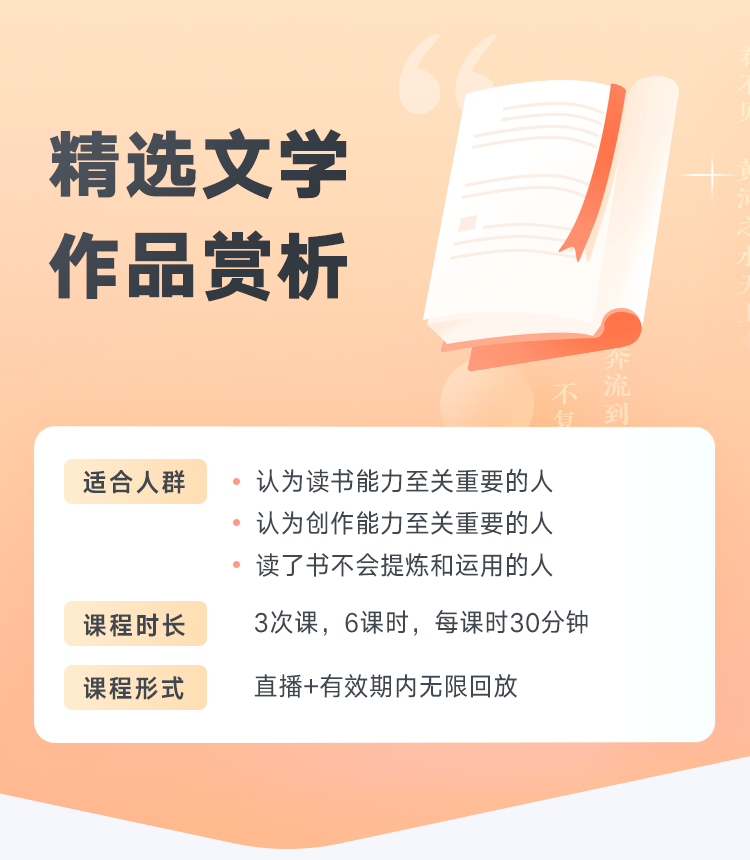 精选文学
作品赏析
奔流到
不复
适合人群
认为读书能力至关重要的人
认为创作能力至关重要的人
读了书不会提炼和运用的人
课程时长
3次课，6课时，每课时30分钟
课程形式
直播+有效期内无限回放